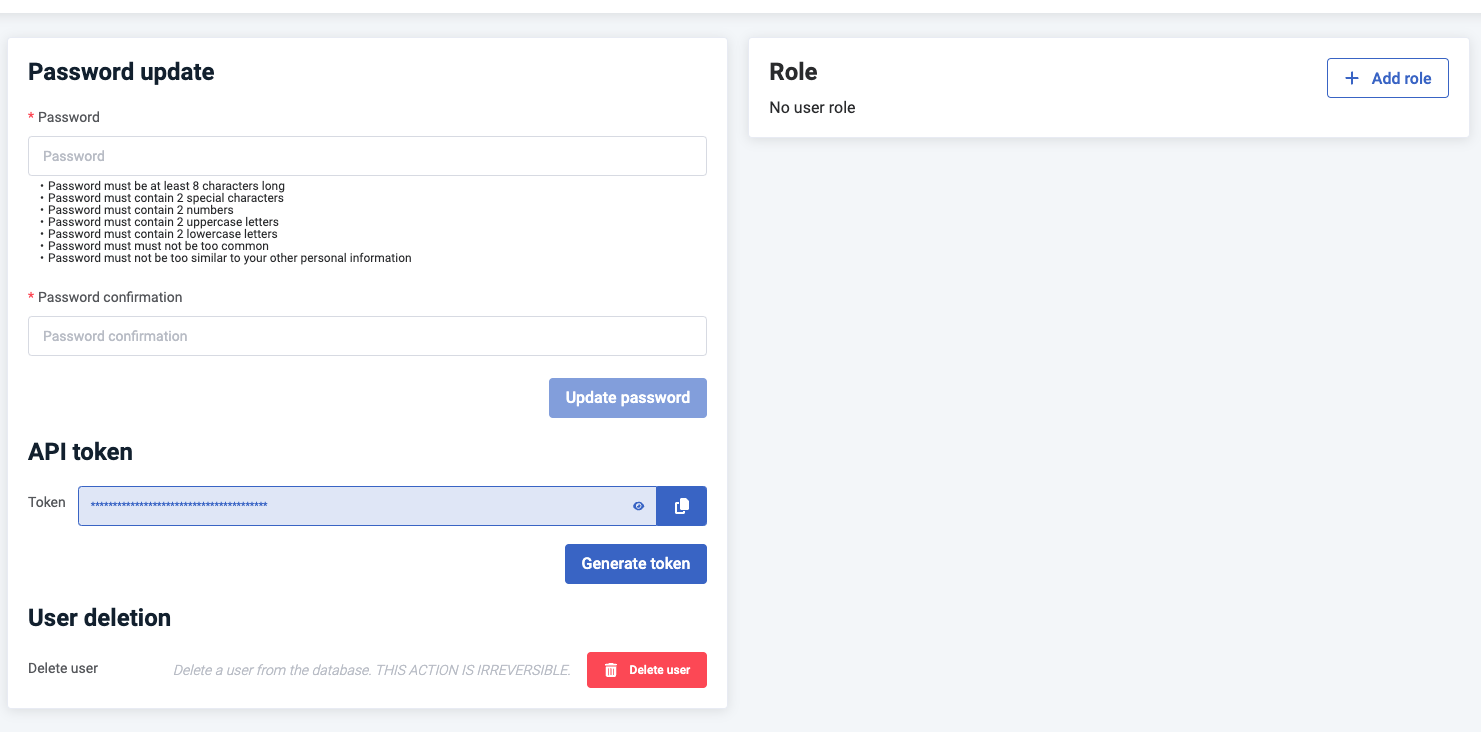 Password update
* Password
Password
• Password must be at least 8 characters long
• Password must contain 2 special characters
• Password must contain 2 numbers
• Password must contain 2 uppercase letters
• Password must contain 2 lowercase letters
• Password must must not be too common
• Password must not be too similar to your other personal information
* Password confirmation
Password confirmation
Update password
API token
Token ****************************************
Generate token
User deletion
Delete user Delete a user from the database. THIS ACTION IS IRREVERSIBLE. Delete user
Role
+ Add role
No user role